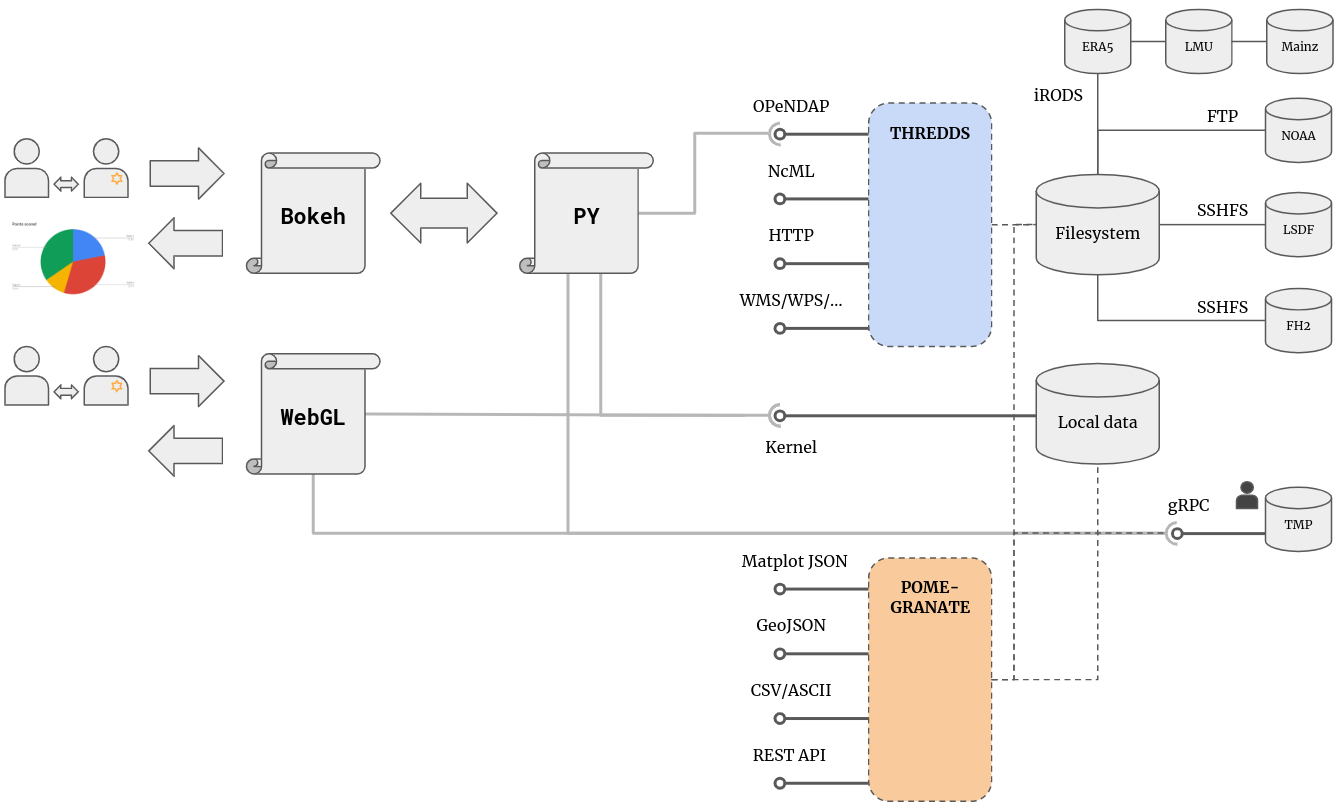 ERA5
LMU
Mainz
iRODS
OPeNDAP
FTP
THREDDS
NOAA
NcML
Points scored
Bokeh
PY
SSHFS
HTTP
Filesystem
LSDF
WMS/WPS/...
SSHFS
FH2
WebGL
Local data
Kernel
gRPC
TMP
Matplot JSON
POME-
GRANATE
GeoJSON
CSV/ASCII
REST API